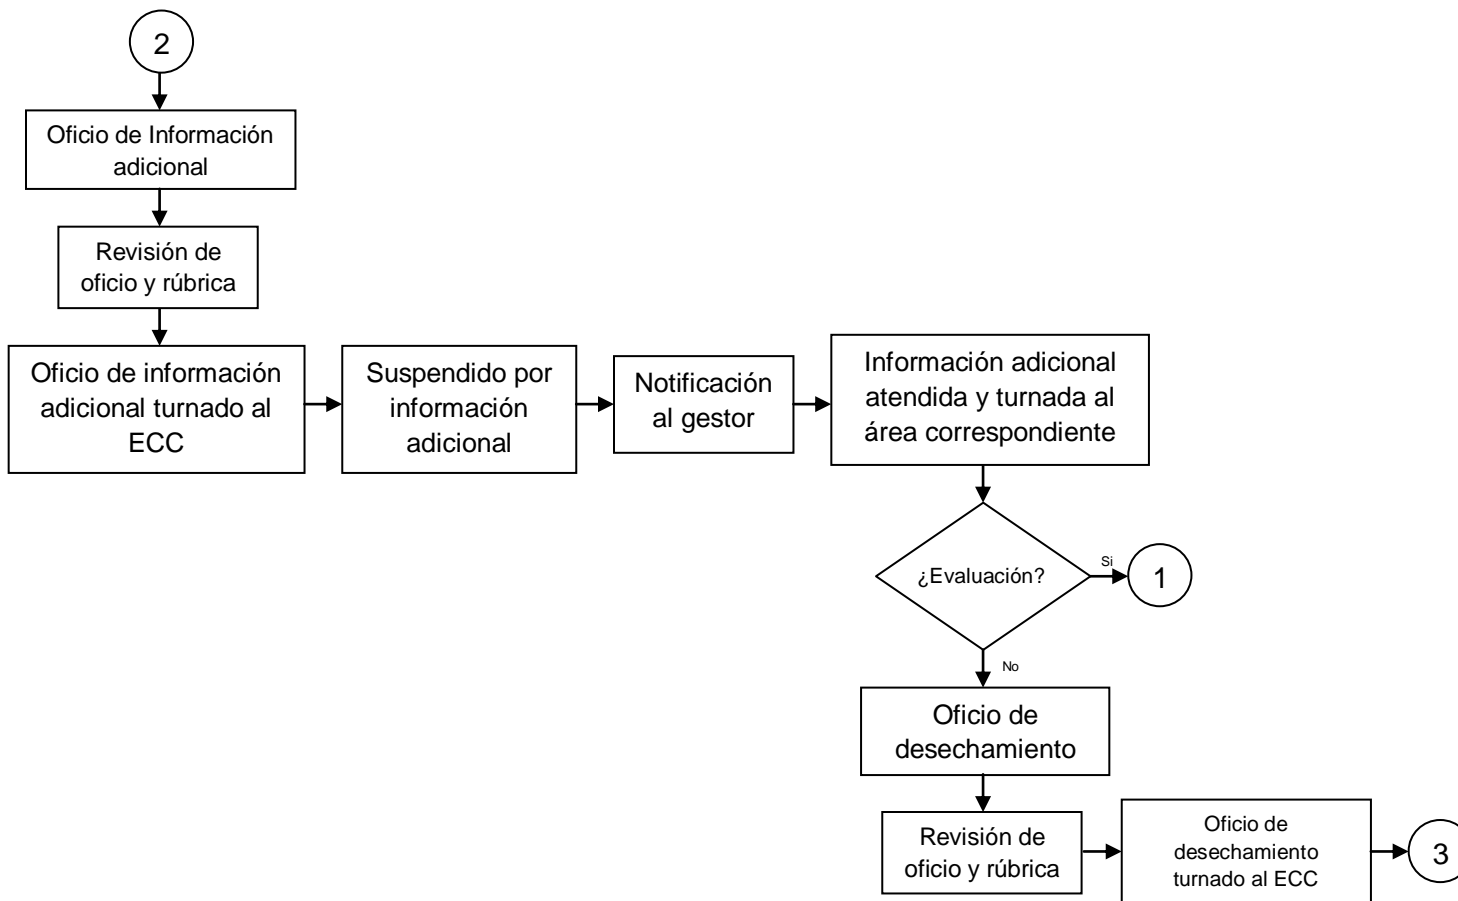 2
Oficio de Información
adicional
Revisión de
oficio y rúbrica
Oficio de información
adicional turnado al
ECC
Suspendido por
información
adicional
Notificación
al gestor
Información adicional
atendida y turnada al
área correspondiente
¿Evaluación?
Si
1
No
Oficio de
desechamiento
Revisión de
oficio y rúbrica
Oficio de
desechamiento
turnado al ECC
3